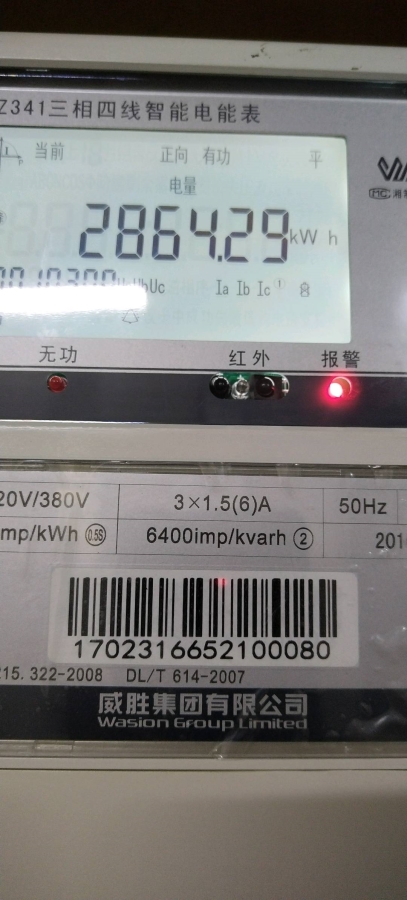 Z341三相四线智能电能表
当前 正向 有功 平
电量
2864.29 kWh
UbUc Ia Ib Ic
MC
无功 红外 报警
20V/380V 3×1.5(6)A 50Hz
imp/kWh 0.5S 6400imp/kvarh 2 201
1702316652100080
215.322-2008 DL/T 614-2007
威胜集团有限公司
Wasion Group Limited